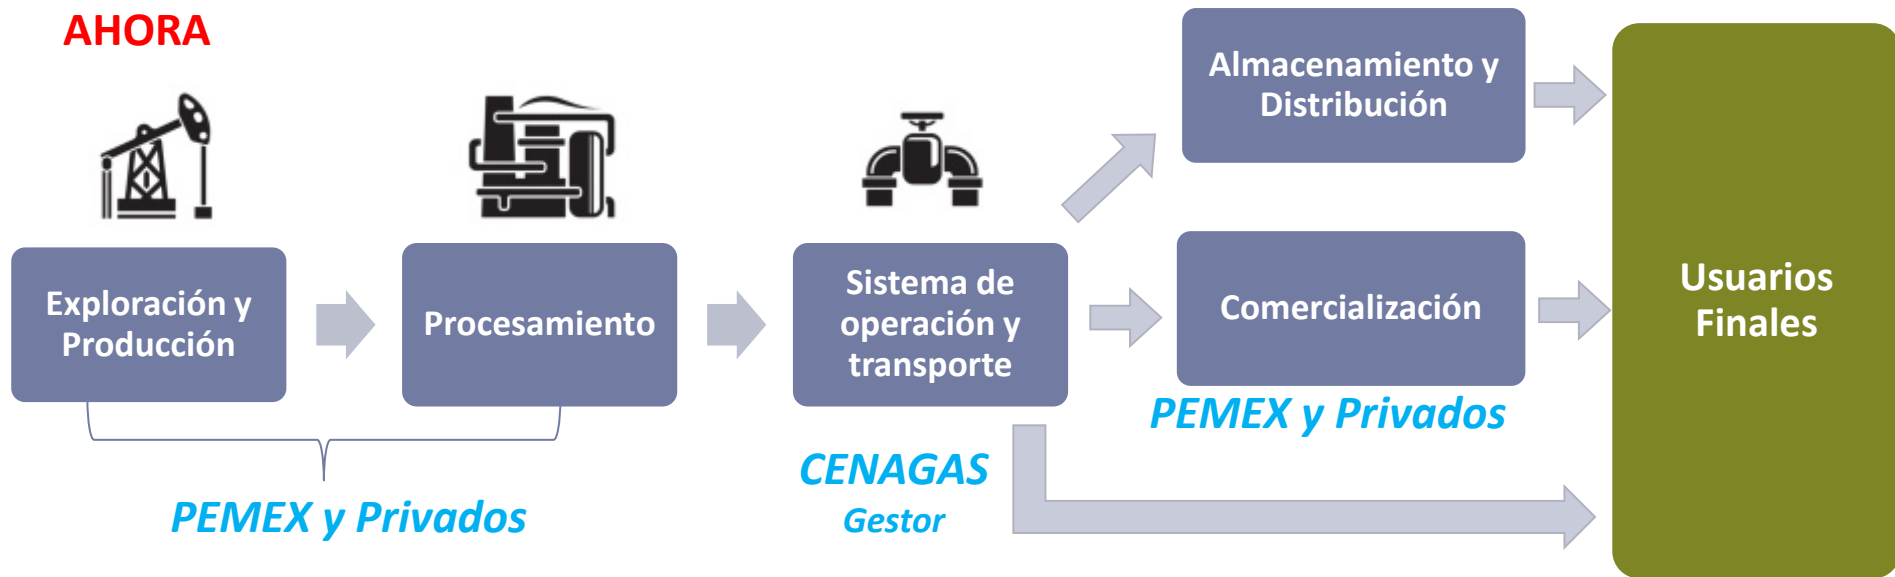 AHORA
Exploración y
Producción
Procesamiento
Sistema de
operación y
transporte
Almacenamiento y
Distribución
Comercialización
Usuarios
Finales
PEMEX y Privados
CENAGAS
Gestor
PEMEX y Privados